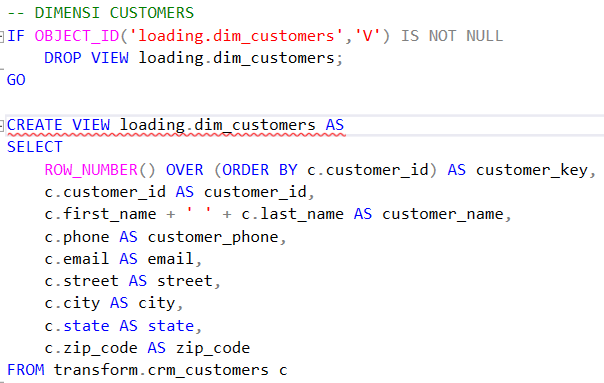 -- DIMENSI CUSTOMERS
IF OBJECT_ID('loading.dim_customers','V') IS NOT NULL
    DROP VIEW loading.dim_customers;
GO
CREATE VIEW loading.dim_customers AS
SELECT
    ROW_NUMBER() OVER (ORDER BY c.customer_id) AS customer_key,
    c.customer_id AS customer_id,
    c.first_name + ' ' + c.last_name AS customer_name,
    c.phone AS customer_phone,
    c.email AS email,
    c.street AS street,
    c.city AS city,
    c.state AS state,
    c.zip_code AS zip_code
FROM transform.crm_customers c